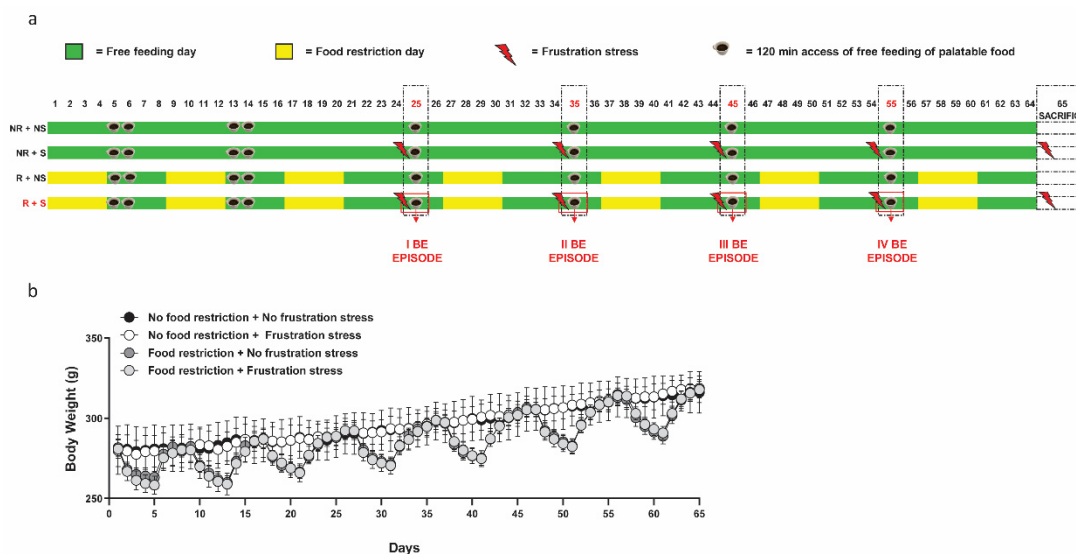 a
= Free feeding day = Food restriction day = Frustration stress = 120 min access of free feeding of palatable food
1 2 3 4 5 6 7 8 9 10 11 12 13 14 15 16 17 18 19 20 21 22 23 24 25 26 27 28 29 30 31 32 33 34 35 36 37 38 39 40 41 42 43 44 45 46 47 48 49 50 51 52 53 54 55 56 57 58 59 60 61 62 63 64 65
SACRIFIC
NR + NS
NR + S
R + NS
R + S
I BE II BE III BE IV BE
EPISODE EPISODE EPISODE EPISODE
b
No food restriction + No frustration stress
No food restriction + Frustration stress
Food restriction + No frustration stress
Food restriction + Frustration stress
350
300
250
Body Weight (g)
0 5 10 15 20 25 30 35 40 45 50 55 60 65
Days